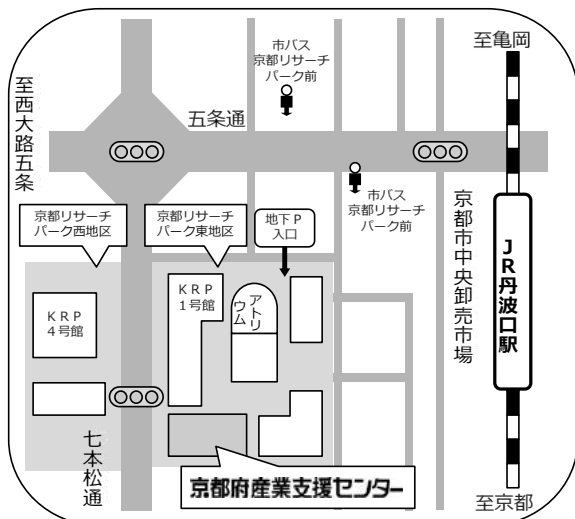 至亀岡
市バス
京都リサーチ
パーク前
至西大路五条
五条通
市バス
京都リサーチ
パーク前
京都市中央卸売市場
JR丹波口駅
京都リサーチ
パーク西地区
京都リサーチ
パーク東地区
地下P
入口
KRP
4号館
KRP
1号館
アトリ
ウム
七本松通
京都府産業支援センター
至京都